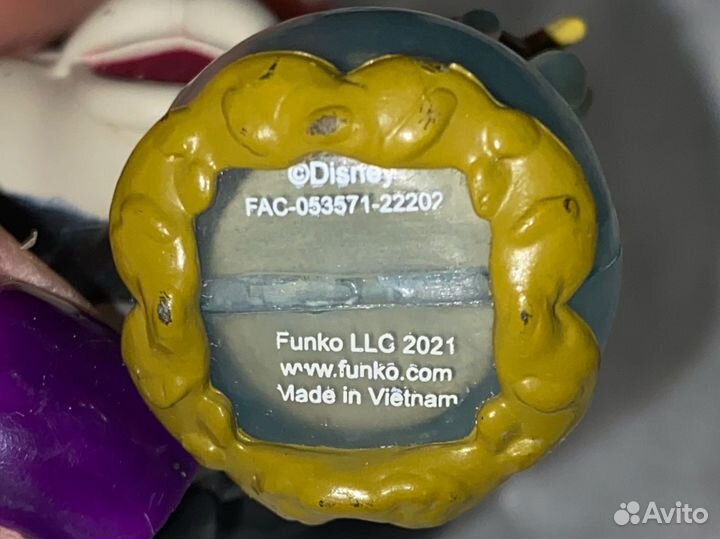 ©Disney
FAC-053571-22202
Funko LLC 2021
www.funko.com
Made in Vietnam
Avito